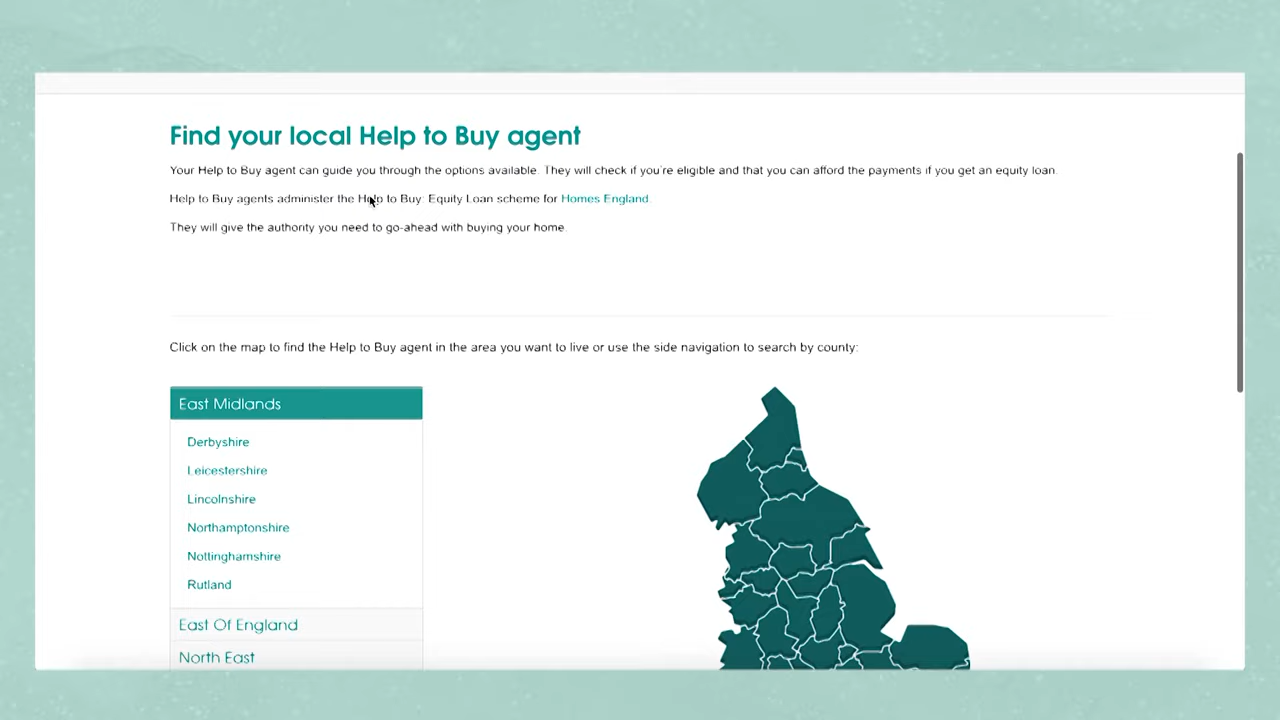 Find your local Help to Buy agent
Your Help to Buy agent can guide you through the options available. They will check if you're eligible and that you can afford the payments if you get an equity loan.
Help to Buy agents administer the Help to Buy: Equity Loan scheme for Homes England.
They will give the authority you need to go-ahead with buying your home.
Click on the map to find the Help to Buy agent in the area you want to live or use the side navigation to search by county:
East Midlands
Derbyshire
Leicestershire
Lincolnshire
Northamptonshire
Nottinghamshire
Rutland
East Of England
North East